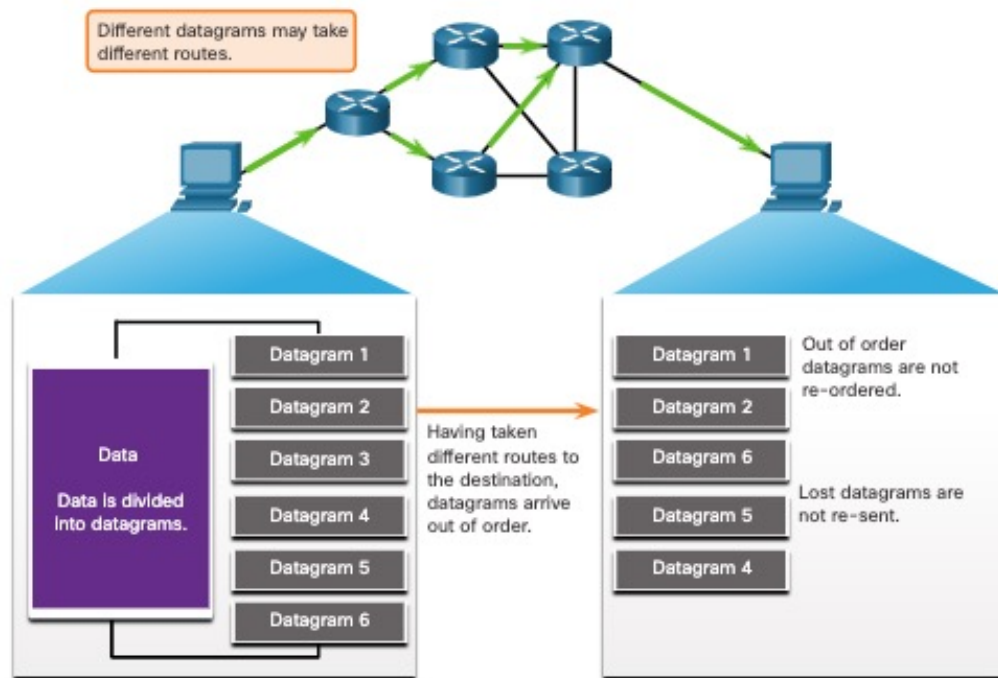 Different datagrams may take
different routes.
Data
Data is divided
into datagrams.
Datagram 1
Datagram 2
Datagram 3
Datagram 4
Datagram 5
Datagram 6
Having taken
different routes to
the destination,
datagrams arrive
out of order.
Datagram 1
Datagram 2
Datagram 6
Datagram 5
Datagram 4
Out of order
datagrams are not
re-ordered.
Lost datagrams are
not re-sent.